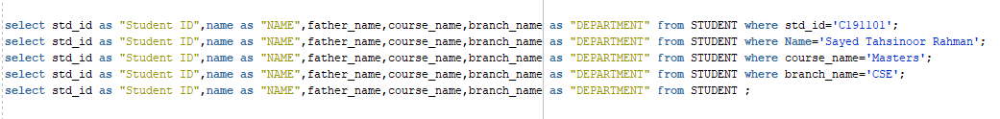 select std_id as "Student ID",name as "NAME",father_name,course_name,branch_name as "DEPARTMENT" from STUDENT where std_id='C191101';
select std_id as "Student ID",name as "NAME",father_name,course_name,branch_name as "DEPARTMENT" from STUDENT where Name='Sayed Tahsinoor Rahman';
select std_id as "Student ID",name as "NAME",father_name,course_name,branch_name as "DEPARTMENT" from STUDENT where course_name='Masters';
select std_id as "Student ID",name as "NAME",father_name,course_name,branch_name as "DEPARTMENT" from STUDENT where branch_name='CSE';
select std_id as "Student ID",name as "NAME",father_name,course_name,branch_name as "DEPARTMENT" from STUDENT ;